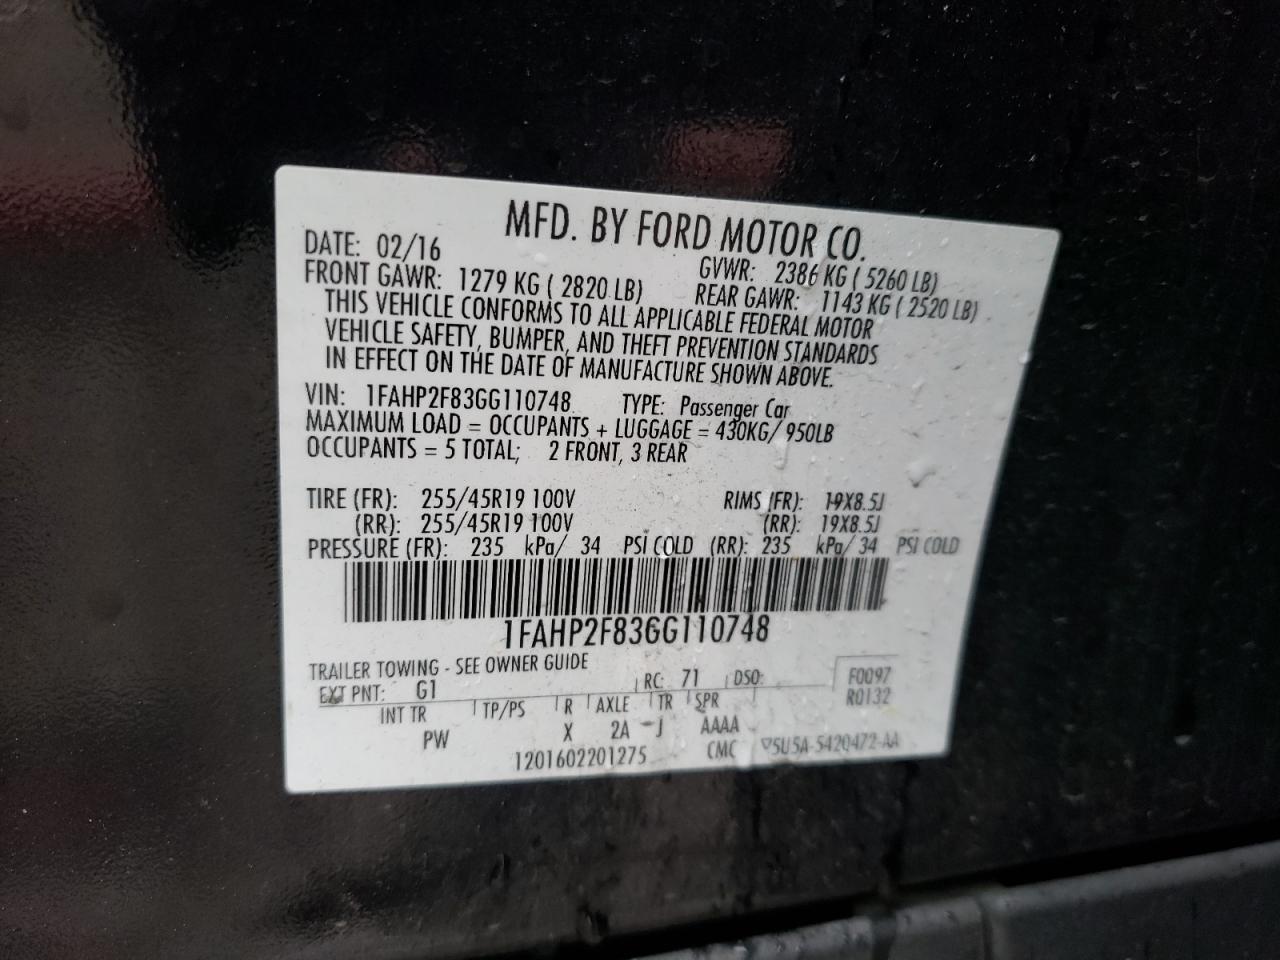 MFD. BY FORD MOTOR CO.
DATE: 02/16 GVWR: 2386 KG ( 5260 LB)
FRONT GAWR: 1279 KG ( 2820 LB) REAR GAWR: 1143 KG ( 2520 LB)
THIS VEHICLE CONFORMS TO ALL APPLICABLE FEDERAL MOTOR
VEHICLE SAFETY, BUMPER, AND THEFT PREVENTION STANDARDS
IN EFFECT ON THE DATE OF MANUFACTURE SHOWN ABOVE.
VIN: 1FAHP2F83GG110748 TYPE: Passenger Car
MAXIMUM LOAD = OCCUPANTS + LUGGAGE = 430KG/ 950LB
OCCUPANTS = 5 TOTAL; 2 FRONT, 3 REAR
TIRE (FR): 255/45R19 100V RIMS (FR): 19X8.5J
(RR): 255/45R19 100V (RR): 19X8.5J
PRESSURE (FR): 235 kPa/ 34 PSI COLD (RR): 235 kPa/ 34 PSI COLD
1FAHP2F83GG110748
TRAILER TOWING - SEE OWNER GUIDE
EXT PNT: G1 RC: 71 DSO: F0097
R0132
INT TR TP/PS R AXLE TR SPR
PW X 2A J AAAA
1201602201275 CMC 5U5A-5420472-AA